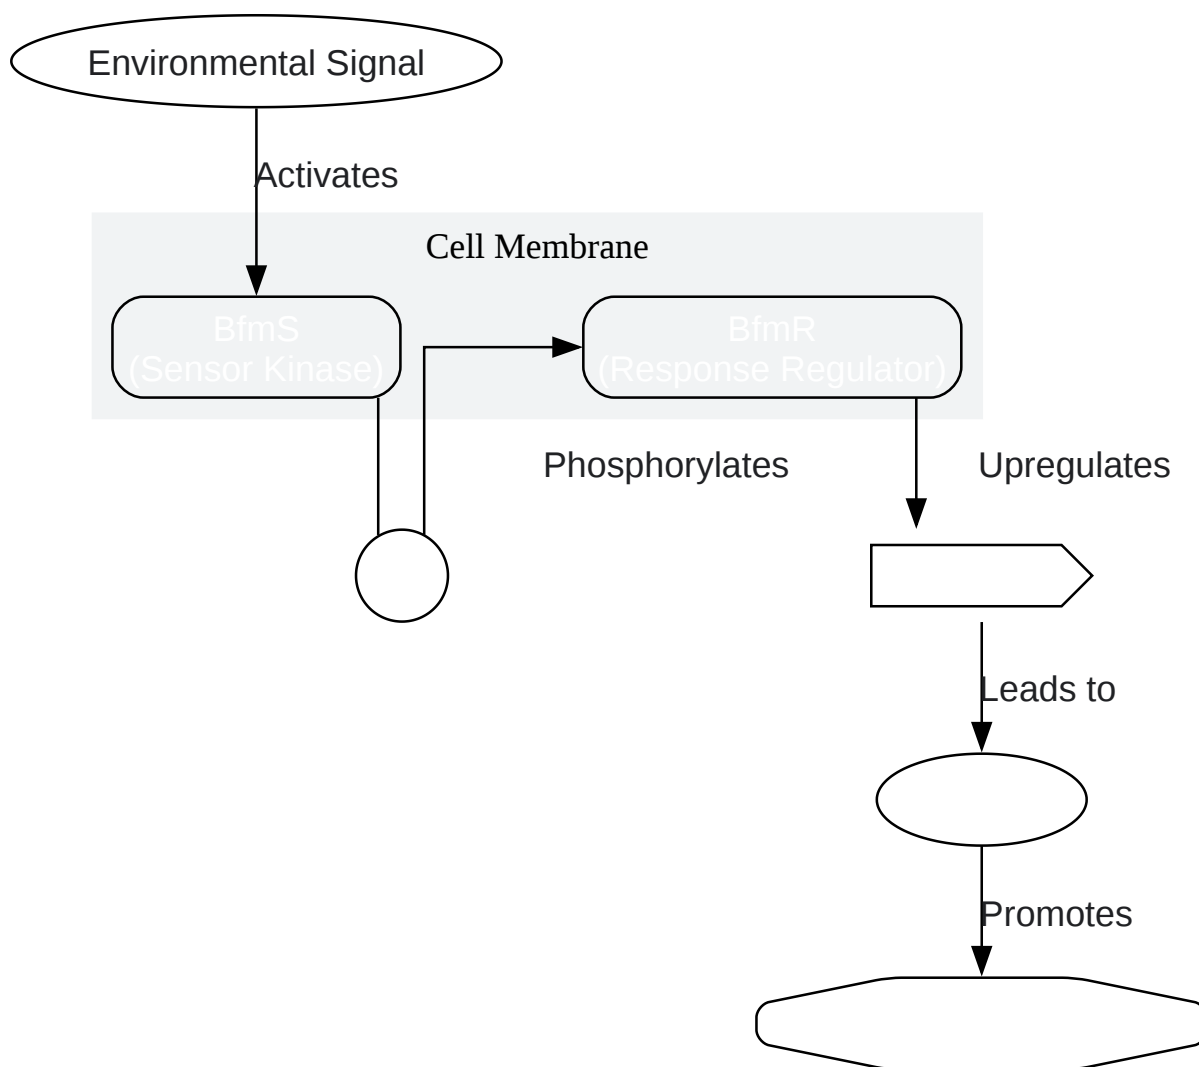 Environmental Signal
Activates
Cell Membrane
BfmS
(Sensor Kinase)
BfmR
(Response Regulator)
Phosphorylates
Upregulates
Leads to
Promotes